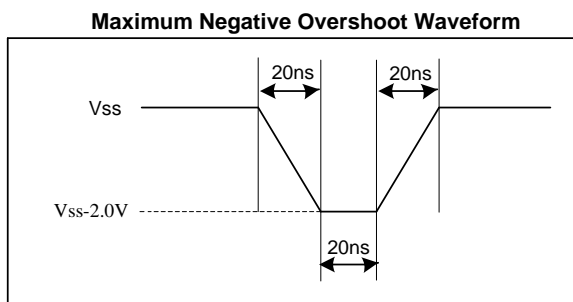 Maximum Negative Overshoot Waveform
20ns 20ns
Vss
Vss-2.0V
20ns